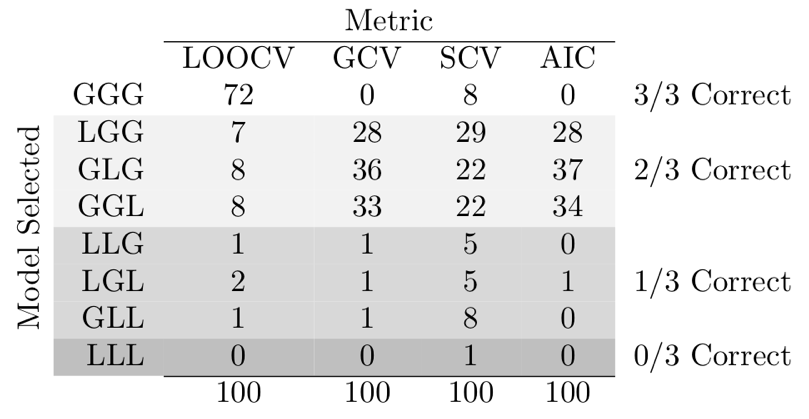 Metric
LOOCV GCV SCV AIC
GGG 72 0 8 0 3/3 Correct
LGG 7 28 29 28
GLG 8 36 22 37 2/3 Correct
GGL 8 33 22 34
LLG 1 1 5 0
LGL 2 1 5 1 1/3 Correct
GLL 1 1 8 0
LLL 0 0 1 0 0/3 Correct
100 100 100 100
Model Selected